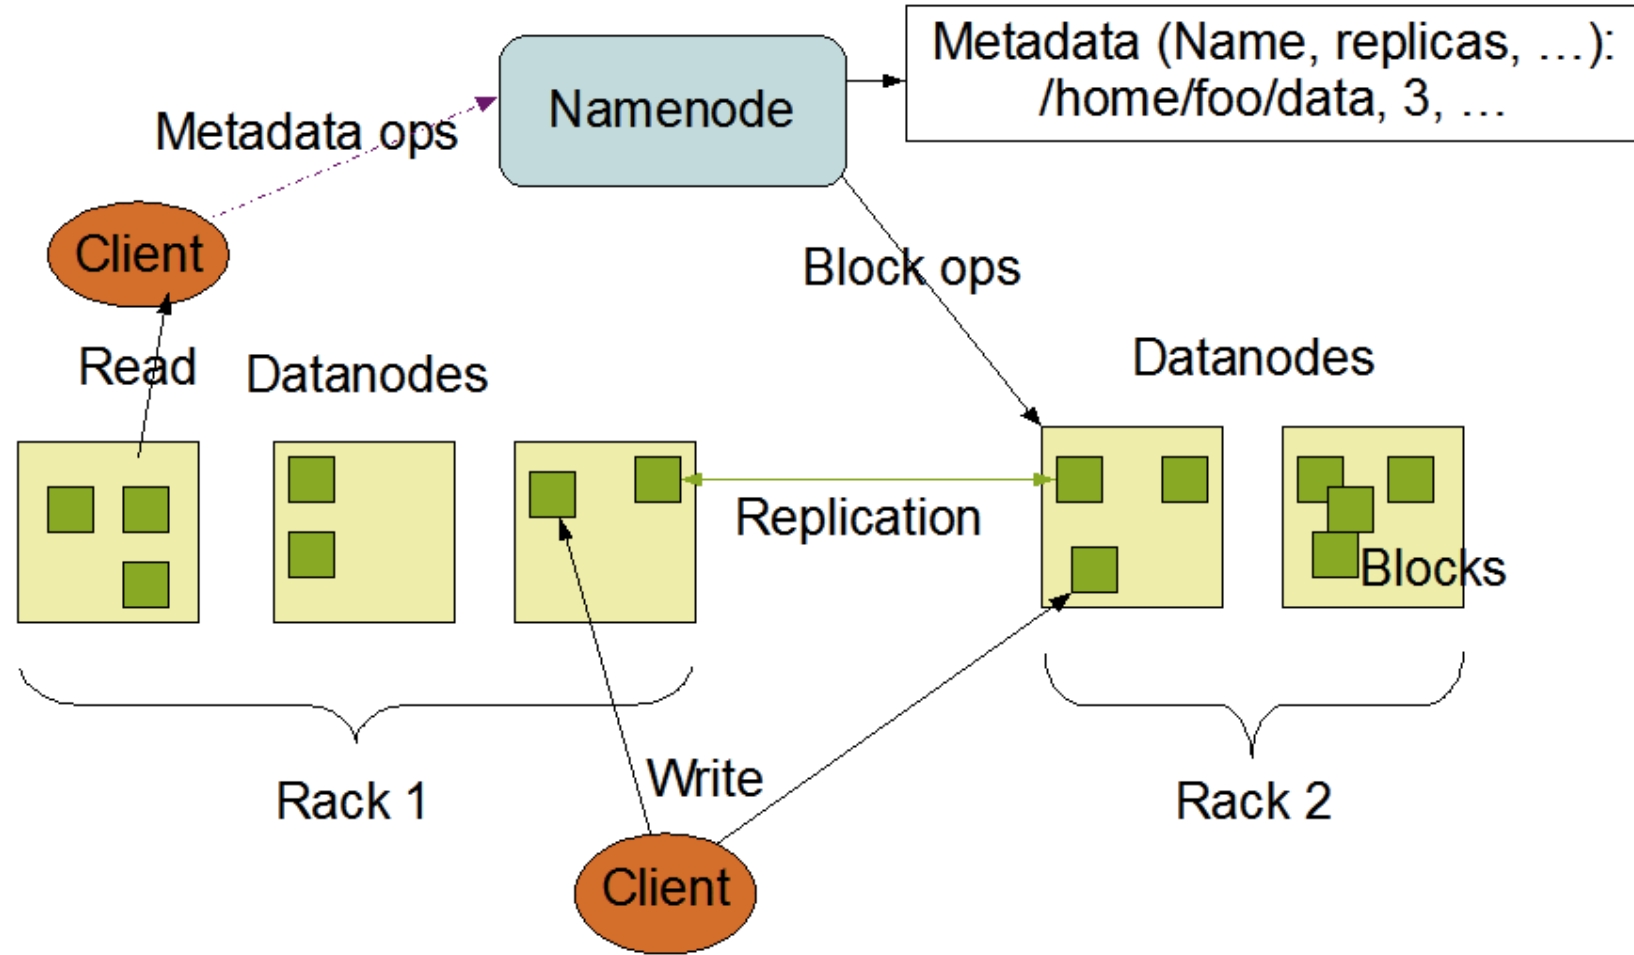 Metadata (Name, replicas, …):
/home/foo/data, 3, …
Namenode
Metadata ops
Client
Block ops
Read
Datanodes
Datanodes
Replication
Blocks
Rack 1
Write
Rack 2
Client